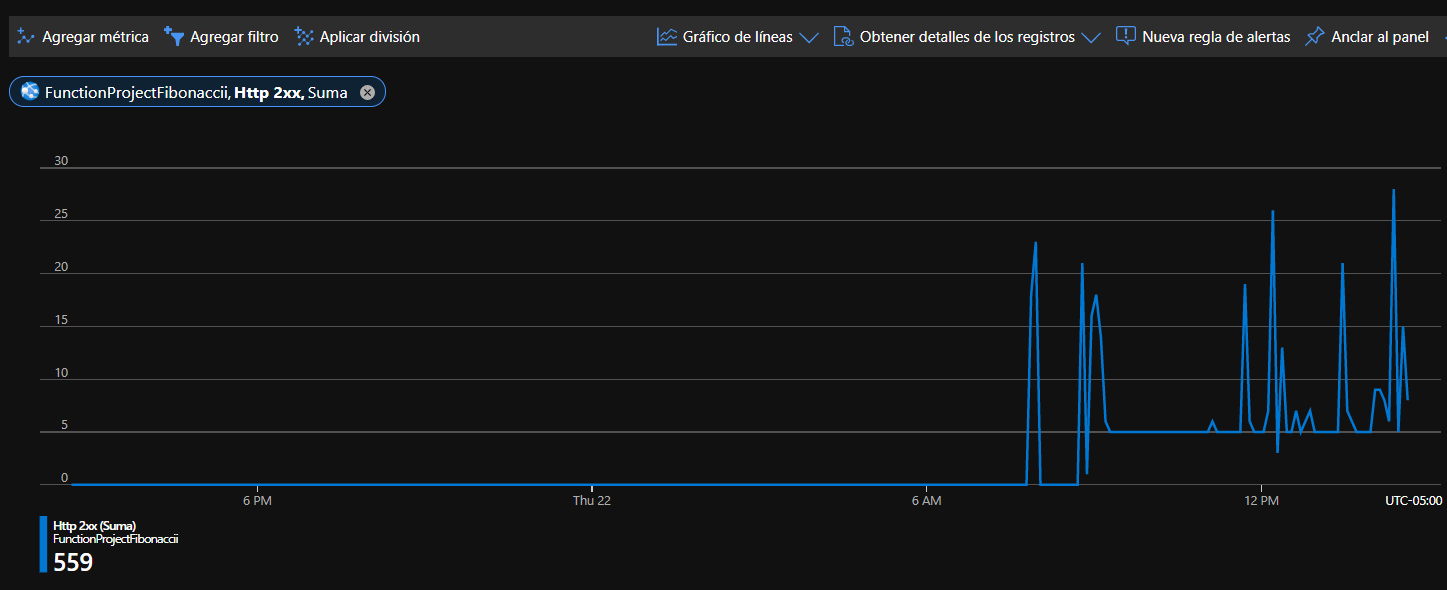 Agregar métrica Agregar filtro Aplicar división Gráfico de líneas Obtener detalles de los registros Nueva regla de alertas Anclar al panel
FunctionProjectFibonaccii, Http 2xx, Suma
30
25
20
15
10
5
0
6 PM Thu 22 6 AM 12 PM UTC-05:00
Http 2xx (Suma)
FunctionProjectFibonaccii
559